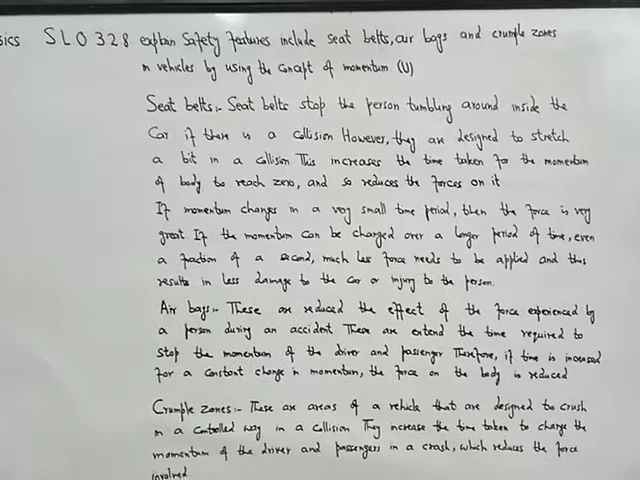 sics SLO 328 explain Safety features include seat belts, air bags and crumple zones
in vehicles by using the concept of momentum. (U)
Seat belts:- Seat belts stop the person tumbling around inside the
Car if there is a collision However, they are designed to stretch
a bit in a collision This increases the time taken for the momentum
of body to reach zero, and so reduces the forces on it
If momentum changes in a very small time period, then the force is very
great If the momentum can be changed over a longer period of time, even
a fraction of a second, much less force needs to be applied and thus
results in less damage to the car or injury to the person.
Air bags:- These are reduced the effect of the force experienced by
a person during an accident These are extend the time required to
stop the momentum of the driver and passenger Therefore, if time is increased
for a constant change in momentum, the force on the body is reduced
Crumple zones:- These are areas of a vehicle that are designed to crush
in a controlled way in a collision They increase the time taken to change the
momentum of the driver and passengers in a crash, which reduces the force
involved